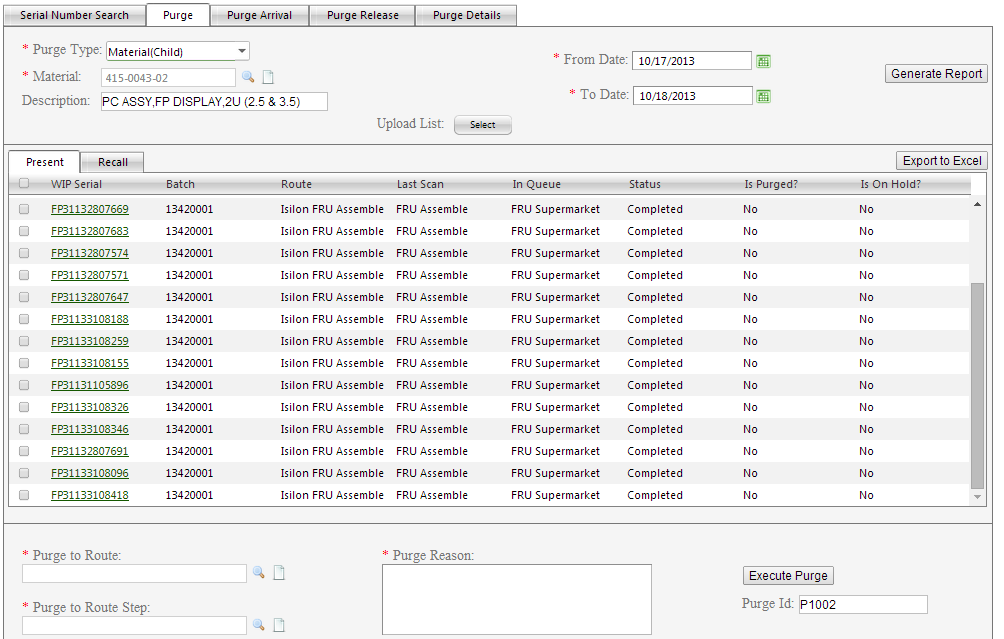 Serial Number Search Purge Purge Arrival Purge Release Purge Details
* Purge Type: Material(Child)
* Material: 415-0043-02
Description: PC ASSY,FP DISPLAY,2U (2.5 & 3.5)
* From Date: 10/17/2013
* To Date: 10/18/2013
Generate Report
Upload List: Select
Present Recall Export to Excel
WIP Serial Batch Route Last Scan In Queue Status Is Purged? Is On Hold?
FP31132807669 13420001 Isilon FRU Assemble FRU Assemble FRU Supermarket Completed No No
FP31132807683 13420001 Isilon FRU Assemble FRU Assemble FRU Supermarket Completed No No
FP31132807574 13420001 Isilon FRU Assemble FRU Assemble FRU Supermarket Completed No No
FP31132807571 13420001 Isilon FRU Assemble FRU Assemble FRU Supermarket Completed No No
FP31132807647 13420001 Isilon FRU Assemble FRU Assemble FRU Supermarket Completed No No
FP31133108188 13420001 Isilon FRU Assemble FRU Assemble FRU Supermarket Completed No No
FP31133108259 13420001 Isilon FRU Assemble FRU Assemble FRU Supermarket Completed No No
FP31133108155 13420001 Isilon FRU Assemble FRU Assemble FRU Supermarket Completed No No
FP31131105896 13420001 Isilon FRU Assemble FRU Assemble FRU Supermarket Completed No No
FP31133108326 13420001 Isilon FRU Assemble FRU Assemble FRU Supermarket Completed No No
FP31133108346 13420001 Isilon FRU Assemble FRU Assemble FRU Supermarket Completed No No
FP31132807691 13420001 Isilon FRU Assemble FRU Assemble FRU Supermarket Completed No No
FP31133108096 13420001 Isilon FRU Assemble FRU Assemble FRU Supermarket Completed No No
FP31133108418 13420001 Isilon FRU Assemble FRU Assemble FRU Supermarket Completed No No
* Purge to Route:
* Purge to Route Step:
* Purge Reason:
Execute Purge
Purge Id: P1002